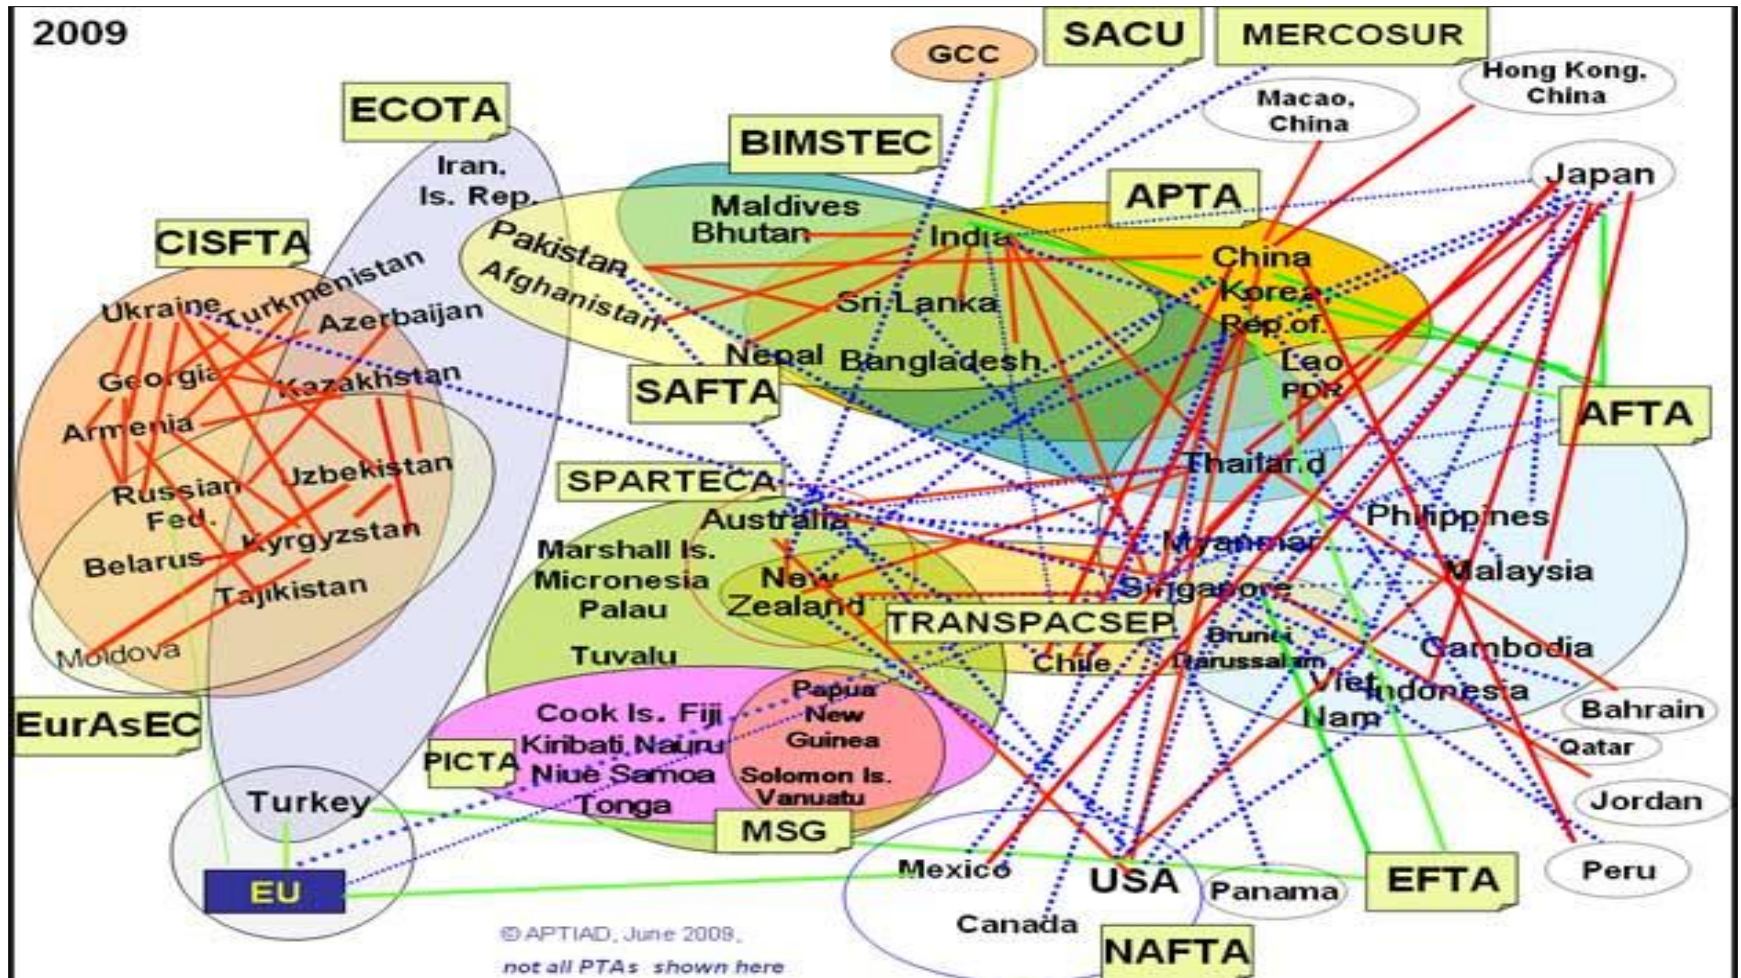 2009
SACU
MERCOSUR
GCC
Hong Kong,
China
Macao,
China
ECOTA
BIMSTEC
Iran.
Is. Rep.
Japan
APTA
Maldives
Bhutan
India
CISFTA
Pakistan
Afghanistan
China
Turkmenistan
Ukraine
Azerbaijan
Sri Lanka
Korea
Rep.of.
Nepal
Bangladesh
Lao
PDR
Georgia
Kazakhstan
SAFTA
AFTA
Armenia
Thailand
Uzbekistan
SPARTECA
Russian
Fed.
Australia
Philippines
Myanmar
Kyrgyzstan
Belarus
Marshall Is.
Micronesia
Palau
New
Zealand
Singapore
Malaysia
Tajikistan
TRANSPACSEP
Brunei
Darussalam
Chile
Cambodia
Moldova
Tuvalu
Viet
Nam
Indonesia
Papua
New
Guinea
Bahrain
EurAsEC
Cook Is. Fiji
Kiribati, Nauru
Niue Samoa
Tonga
Qatar
PICTA
Solomon Is.
Vanuatu
Turkey
Jordan
MSG
Mexico
USA
Panama
EFTA
Peru
EU
Canada
© APTIAD, June 2009,
not all PTAs shown here
NAFTA